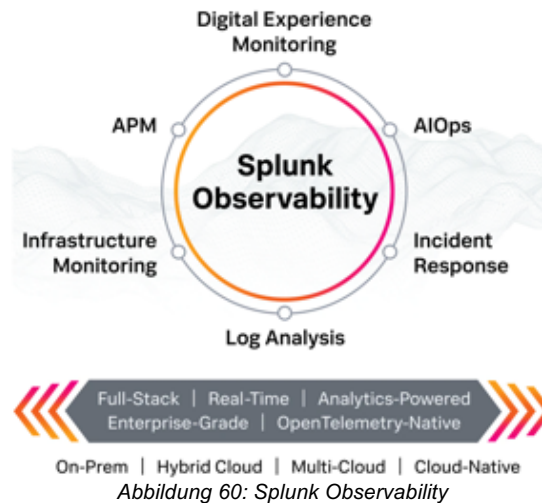 Digital Experience
Monitoring
APM
AIOps
Splunk
Observability
Infrastructure
Monitoring
Incident
Response
Log Analysis
Full-Stack | Real-Time | Analytics-Powered
Enterprise-Grade | OpenTelemetry-Native
On-Prem | Hybrid Cloud | Multi-Cloud | Cloud-Native
Abbildung 60: Splunk Observability